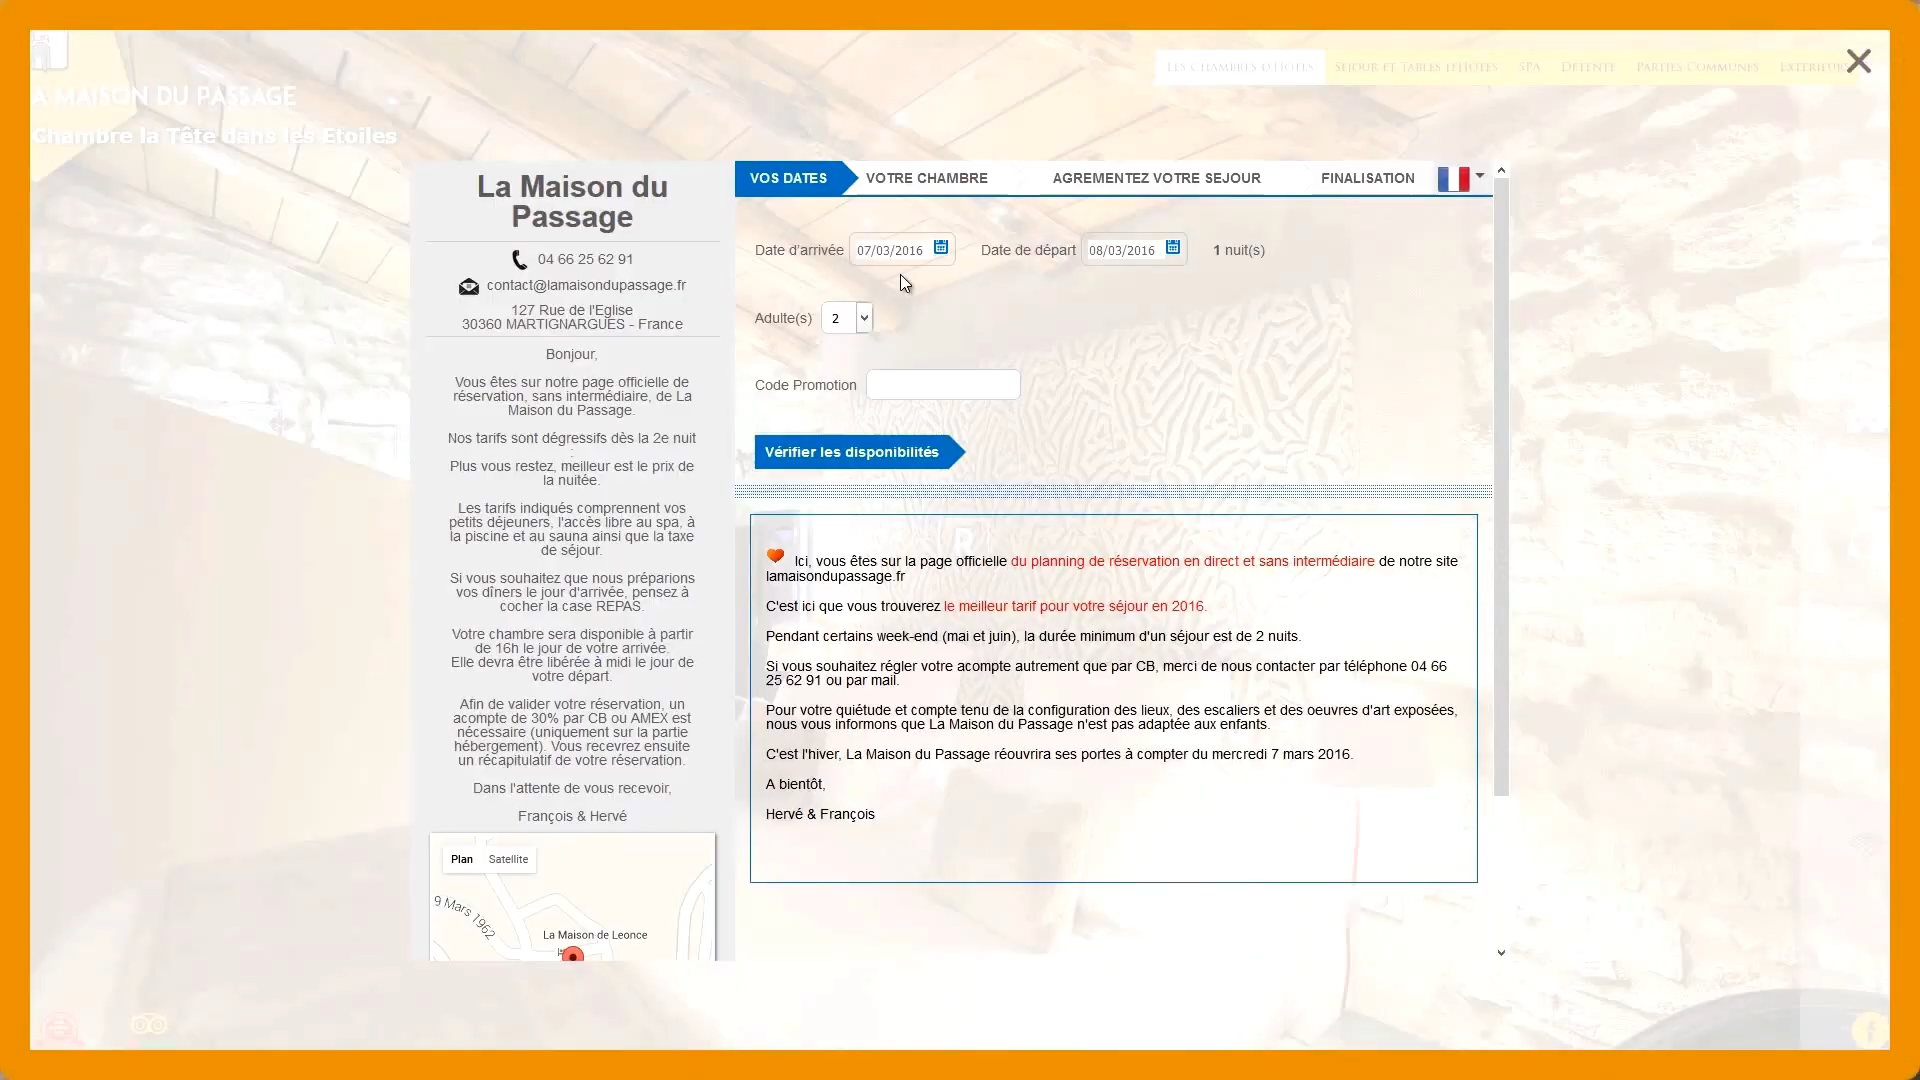 A MAISON DU PASSAGE
Chambre la Tête dans les Etoiles
LES CHAMBRES D'HÔTES
SÉJOUR ET TABLES D'HÔTES
SPA
DÉTENTE
PARTIES COMMUNES
EXTÉRIEUR
La Maison du
Passage
04 66 25 62 91
contact@lamaisondupassage.fr
127 Rue de l'Eglise
30360 MARTIGNARGUES - France
Bonjour,
Vous êtes sur notre page officielle de
réservation, sans intermédiaire, de La
Maison du Passage.
Nos tarifs sont dégressifs dès la 2e nuit
:
Plus vous restez, meilleur est le prix de
la nuitée.
Les tarifs indiqués comprennent vos
petits déjeuners, l'accès libre au spa, à
la piscine et au sauna ainsi que la taxe
de séjour.
Si vous souhaitez que nous préparions
vos dîners le jour d'arrivée, pensez à
cocher la case REPAS.
Votre chambre sera disponible à partir
de 16h le jour de votre arrivée.
Elle devra être libérée à midi le jour de
votre départ.
Afin de valider votre réservation, un
acompte de 30% par CB ou AMEX est
nécessaire (uniquement sur la partie
hébergement). Vous recevrez ensuite
un récapitulatif de votre réservation.
Dans l'attente de vous recevoir,
François & Hervé
Plan Satellite
9 Mars 1962
La Maison de Leonce
VOS DATES
VOTRE CHAMBRE
AGREMENTEZ VOTRE SEJOUR
FINALISATION
Date d'arrivée 07/03/2016 Date de départ 08/03/2016 1 nuit(s)
Adulte(s) 2
Code Promotion
Vérifier les disponibilités
Ici, vous êtes sur la page officielle du planning de réservation en direct et sans intermédiaire de notre site
lamaisondupassage.fr
C'est ici que vous trouverez le meilleur tarif pour votre séjour en 2016.
Pendant certains week-end (mai et juin), la durée minimum d'un séjour est de 2 nuits.
Si vous souhaitez régler votre acompte autrement que par CB, merci de nous contacter par téléphone 04 66
25 62 91 ou par mail.
Pour votre quiétude et compte tenu de la configuration des lieux, des escaliers et des oeuvres d'art exposées,
nous vous informons que La Maison du Passage n'est pas adaptée aux enfants.
C'est l'hiver, La Maison du Passage réouvrira ses portes à compter du mercredi 7 mars 2016.
A bientôt,
Hervé & François